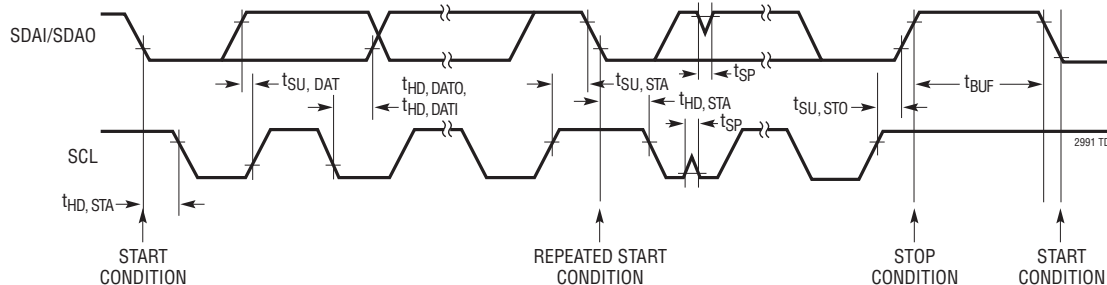 SDAI/SDAO
tSU, DAT
tHD, DATO,
tHD, DATI
tSU, STA
tHD, STA
tSP
tSP
tSU, STO
tBUF
SCL
2991 TD
tHD, STA
START
CONDITION
REPEATED START
CONDITION
STOP
CONDITION
START
CONDITION